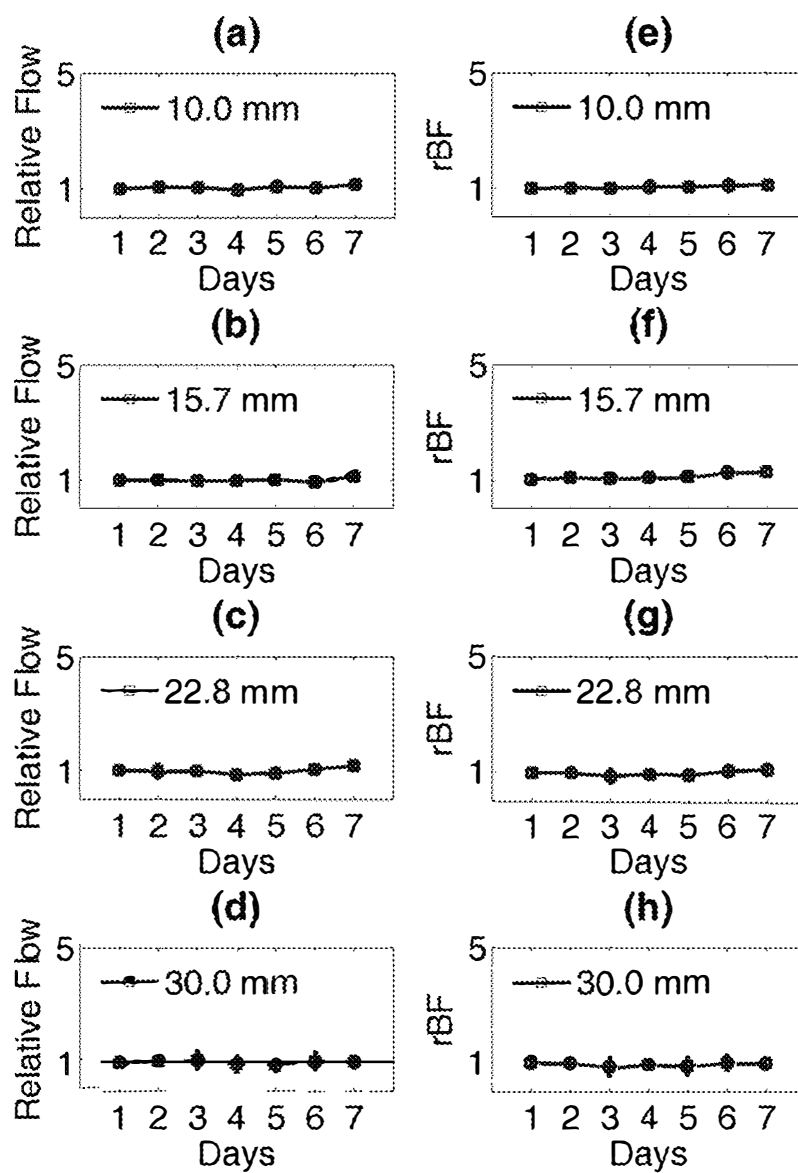 (a)
5
10.0 mm
Relative Flow
1
1 2 3 4 5 6 7
Days
(e)
5
10.0 mm
rBF
1
1 2 3 4 5 6 7
Days
(b)
5
15.7 mm
Relative Flow
1
1 2 3 4 5 6 7
Days
(f)
5
15.7 mm
rBF
1
1 2 3 4 5 6 7
Days
(c)
5
22.8 mm
Relative Flow
1
1 2 3 4 5 6 7
Days
(g)
5
22.8 mm
rBF
1
1 2 3 4 5 6 7
Days
(d)
5
30.0 mm
Relative Flow
1
1 2 3 4 5 6 7
Days
(h)
5
30.0 mm
rBF
1
1 2 3 4 5 6 7
Days